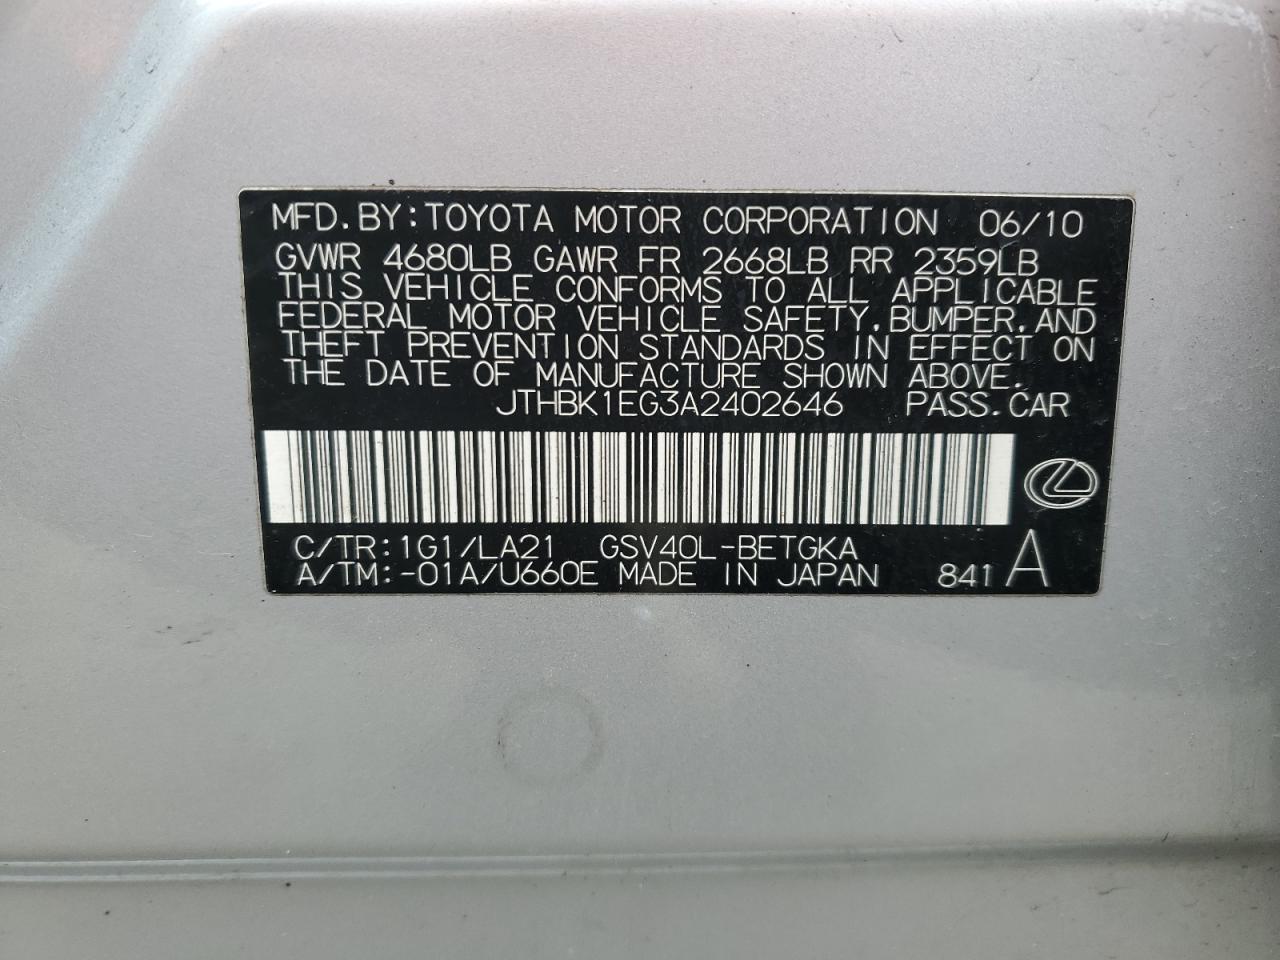 MFD.BY:TOYOTA MOTOR CORPORATION 06/10
GVWR 4680LB GAWR FR 2668LB RR 2359LB
THIS VEHICLE CONFORMS TO ALL APPLICABLE
FEDERAL MOTOR VEHICLE SAFETY,BUMPER,AND
THEFT PREVENTION STANDARDS IN EFFECT ON
THE DATE OF MANUFACTURE SHOWN ABOVE.
JTHBK1EG3A2402646 PASS.CAR
C/TR:1G1/LA21 GSV40L-BETGKA
A/TM:-01A/U660E MADE IN JAPAN 841 A